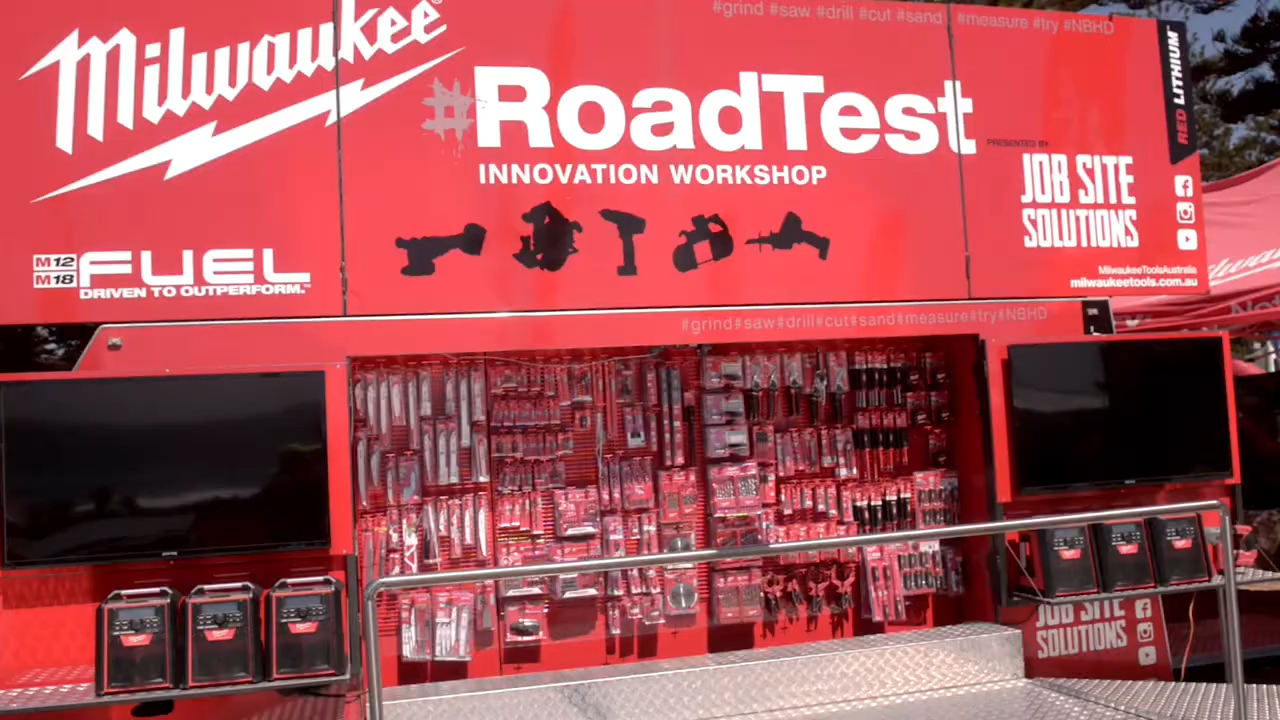 Milwaukee
#grind #saw #drill #cut #sand #measure #try #NBHD
#RoadTest
INNOVATION WORKSHOP
M12
M18
FUEL
DRIVEN TO OUTPERFORM.™
PRESENTED BY
JOB SITE
SOLUTIONS
RED LITHIUM™
MilwaukeeToolsAustralia
milwaukeetools.com.au
#grind#saw#drill#cut#sand#measure#try#NBHD
JOB SITE
SOLUTIONS